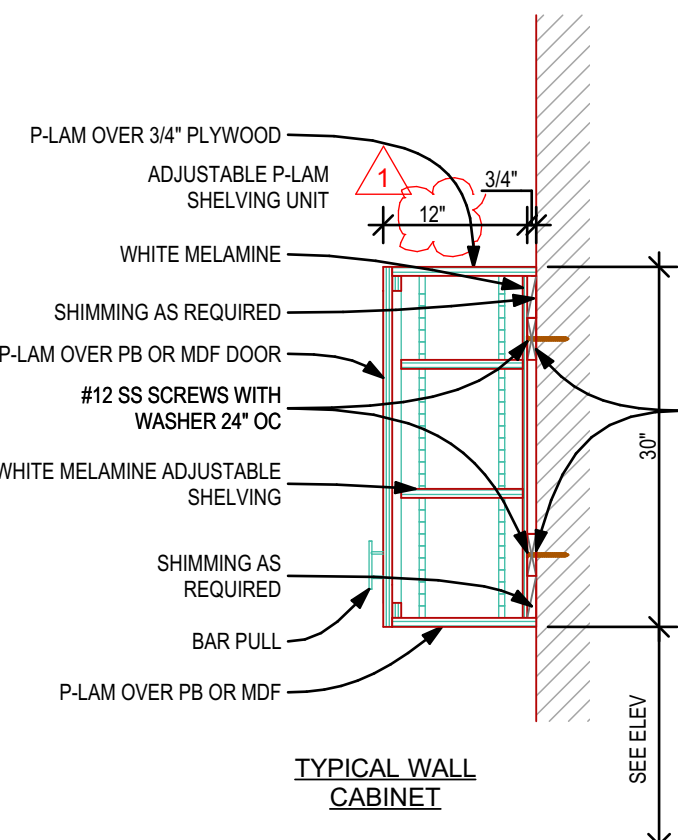 P-LAM OVER 3/4" PLYWOOD
ADJUSTABLE P-LAM
SHELVING UNIT
1
3/4"
12"
WHITE MELAMINE
SHIMMING AS REQUIRED
P-LAM OVER PB OR MDF DOOR
#12 SS SCREWS WITH
WASHER 24" OC
30"
WHITE MELAMINE ADJUSTABLE
SHELVING
SHIMMING AS
REQUIRED
BAR PULL
P-LAM OVER PB OR MDF
SEE ELEV
TYPICAL WALL
CABINET